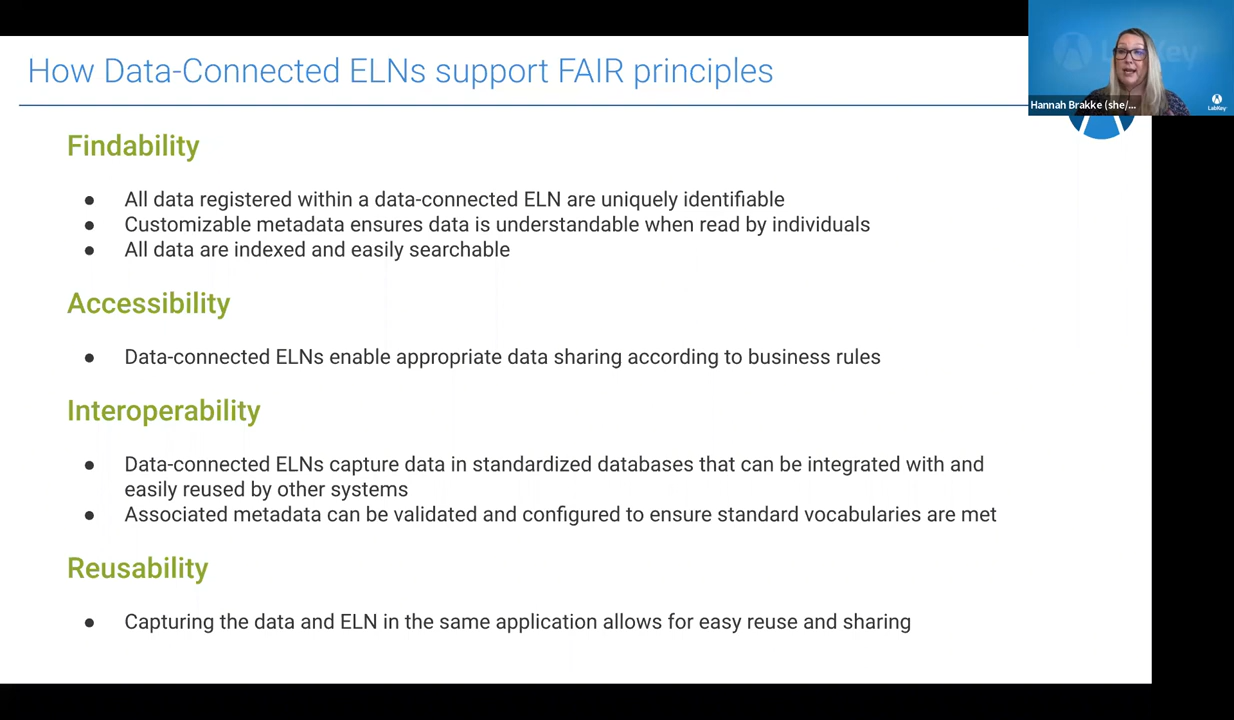 How Data-Connected ELNs support FAIR principles
LabKey
Hannah Brakke (she/...
LabKey
Findability
● All data registered within a data-connected ELN are uniquely identifiable
● Customizable metadata ensures data is understandable when read by individuals
● All data are indexed and easily searchable
Accessibility
● Data-connected ELNs enable appropriate data sharing according to business rules
Interoperability
● Data-connected ELNs capture data in standardized databases that can be integrated with and
easily reused by other systems
● Associated metadata can be validated and configured to ensure standard vocabularies are met
Reusability
● Capturing the data and ELN in the same application allows for easy reuse and sharing